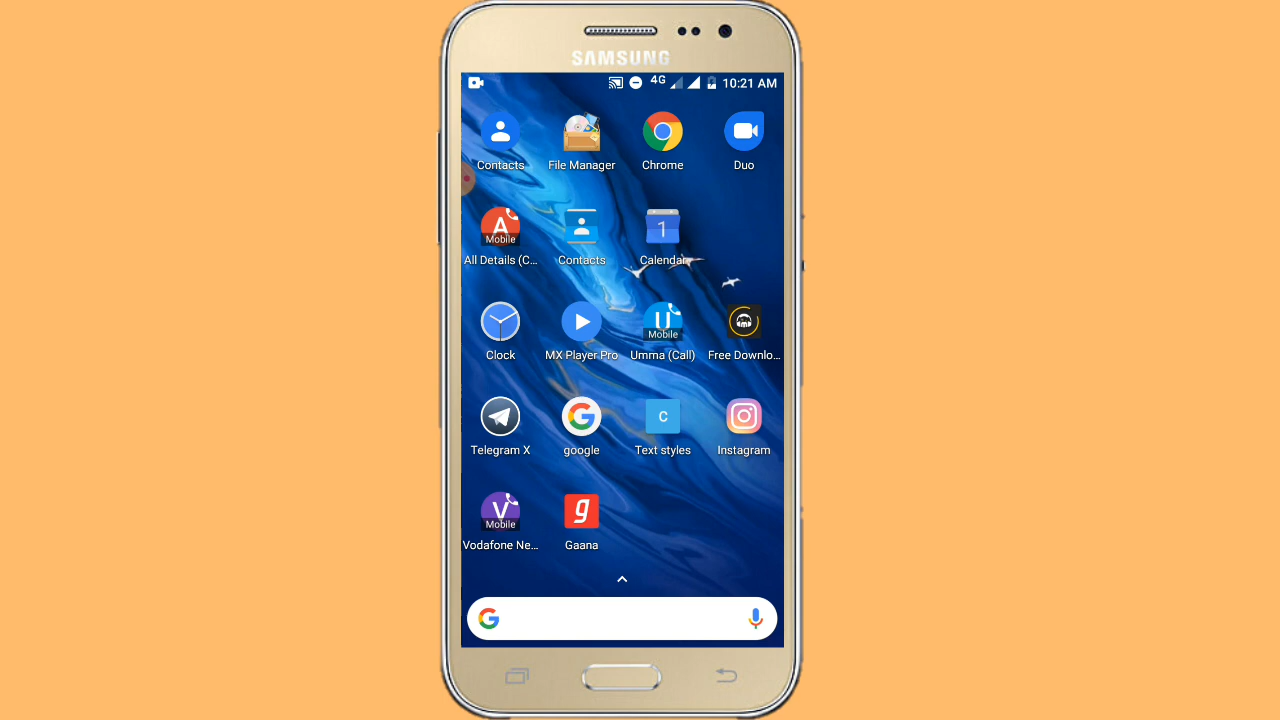 SAMSUNG
4G 10:21 AM
Contacts File Manager Chrome Duo
A
Mobile
1
All Details (C... Contacts Calendar
U
Mobile
Clock MX Player Pro Umma (Call) Free Downlo...
G C
Telegram X google Text styles Instagram
V
Mobile
g
Vodafone Ne... Gaana
G